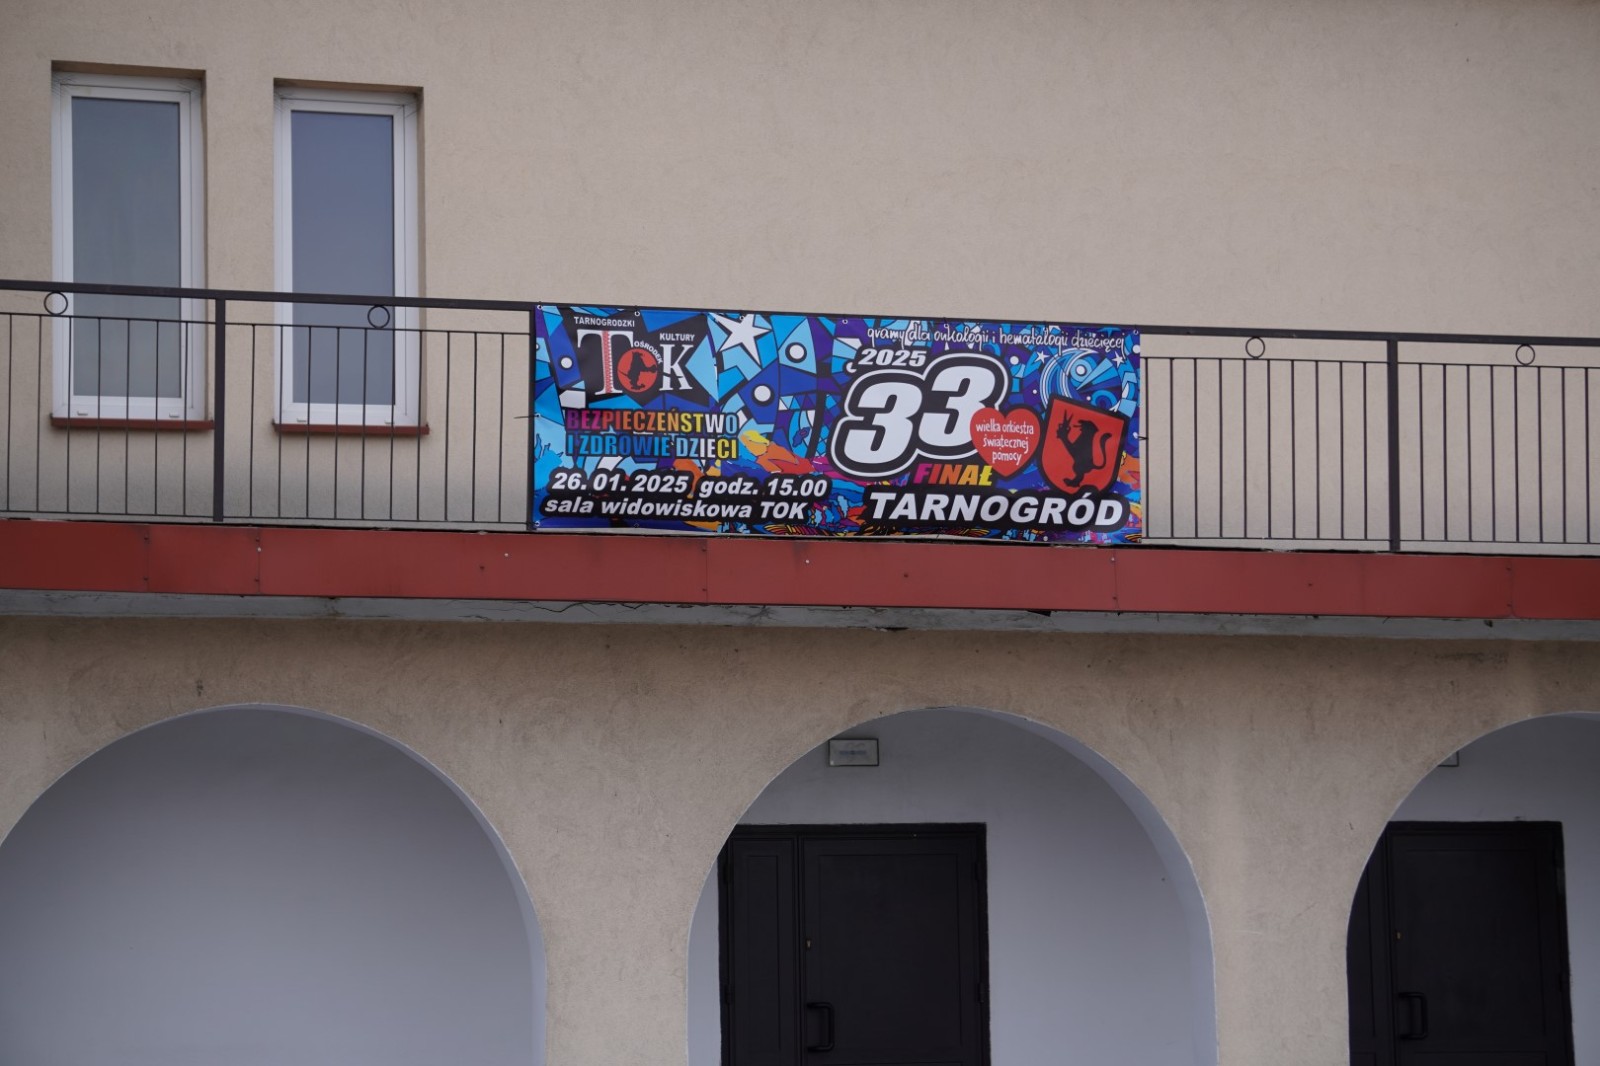 TARNOGRODZKI
TOK
OŚRODEK
KULTURY
BEZPIECZEŃSTWO
I ZDROWIE DZIECI
26. 01. 2025 godz. 15.00
sala widowiskowa TOK
gramy dla onkologii i hematologii dziecięcej
2025
33
wielka orkiestra
świątecznej
pomocy
FINAŁ
TARNOGRÓD